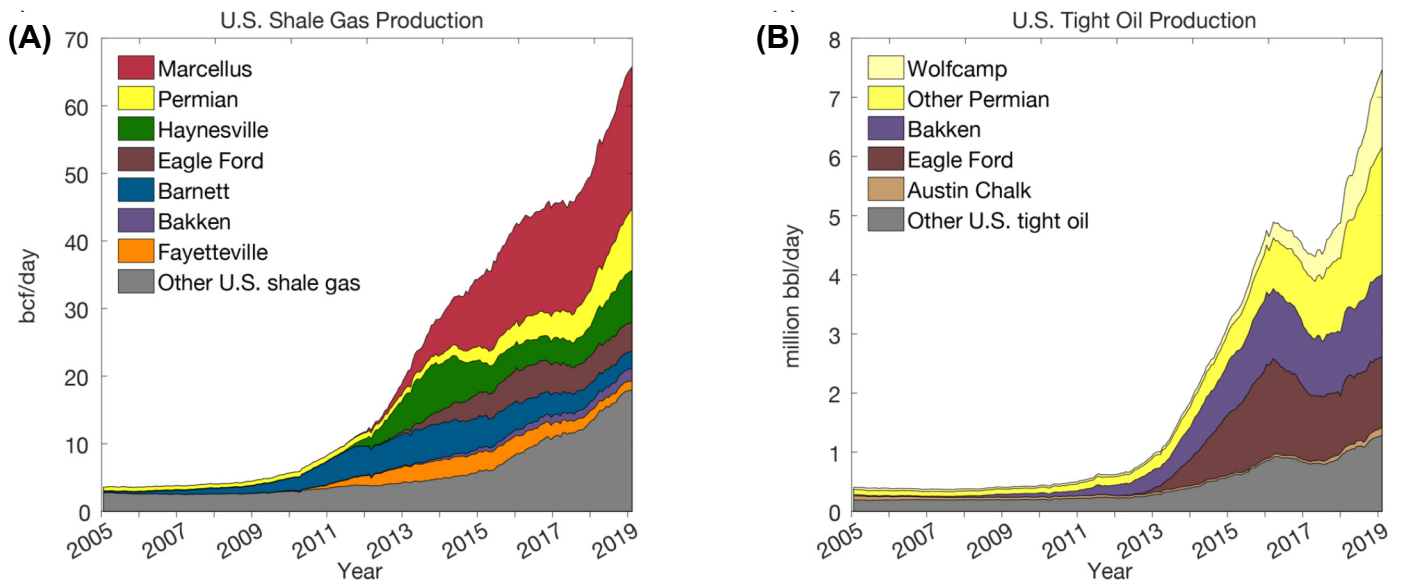 (A)
U.S. Shale Gas Production
70
60
50
40
30
20
10
0
bcf/day
Marcellus
Permian
Haynesville
Eagle Ford
Barnett
Bakken
Fayetteville
Other U.S. shale gas
2005
2007
2009
2011
2013
2015
2017
2019
Year
(B)
U.S. Tight Oil Production
8
7
6
5
4
3
2
1
0
million bbl/day
Wolfcamp
Other Permian
Bakken
Eagle Ford
Austin Chalk
Other U.S. tight oil
2005
2007
2009
2011
2013
2015
2017
2019
Year